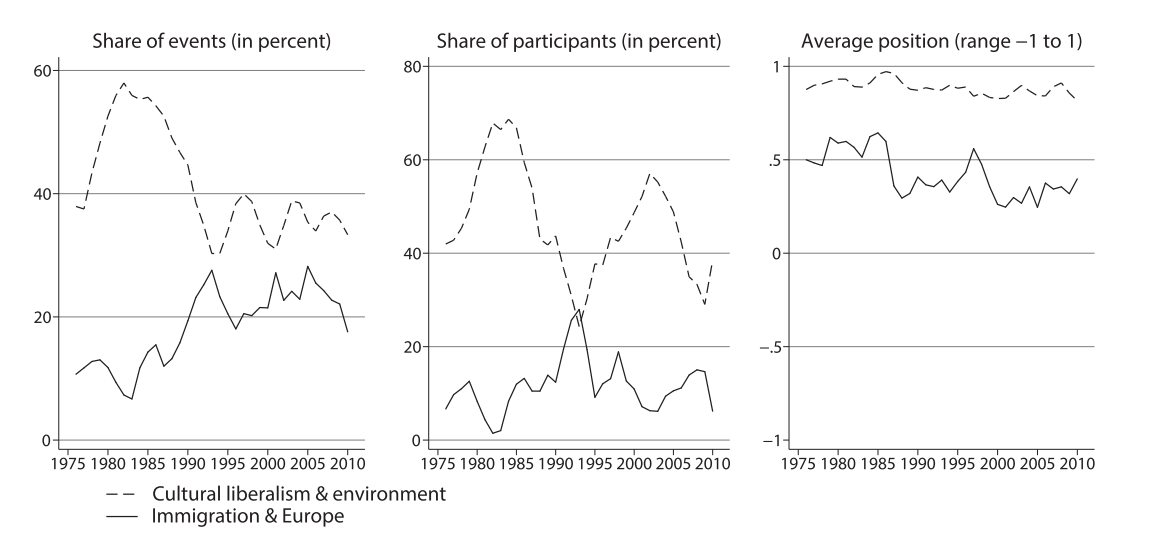 Share of events (in percent)
60
40
20
0
1975 1980 1985 1990 1995 2000 2005 2010
Share of participants (in percent)
80
60
40
20
0
1975 1980 1985 1990 1995 2000 2005 2010
Average position (range −1 to 1)
1
.5
0
−.5
−1
1975 1980 1985 1990 1995 2000 2005 2010
Cultural liberalism & environment
Immigration & Europe